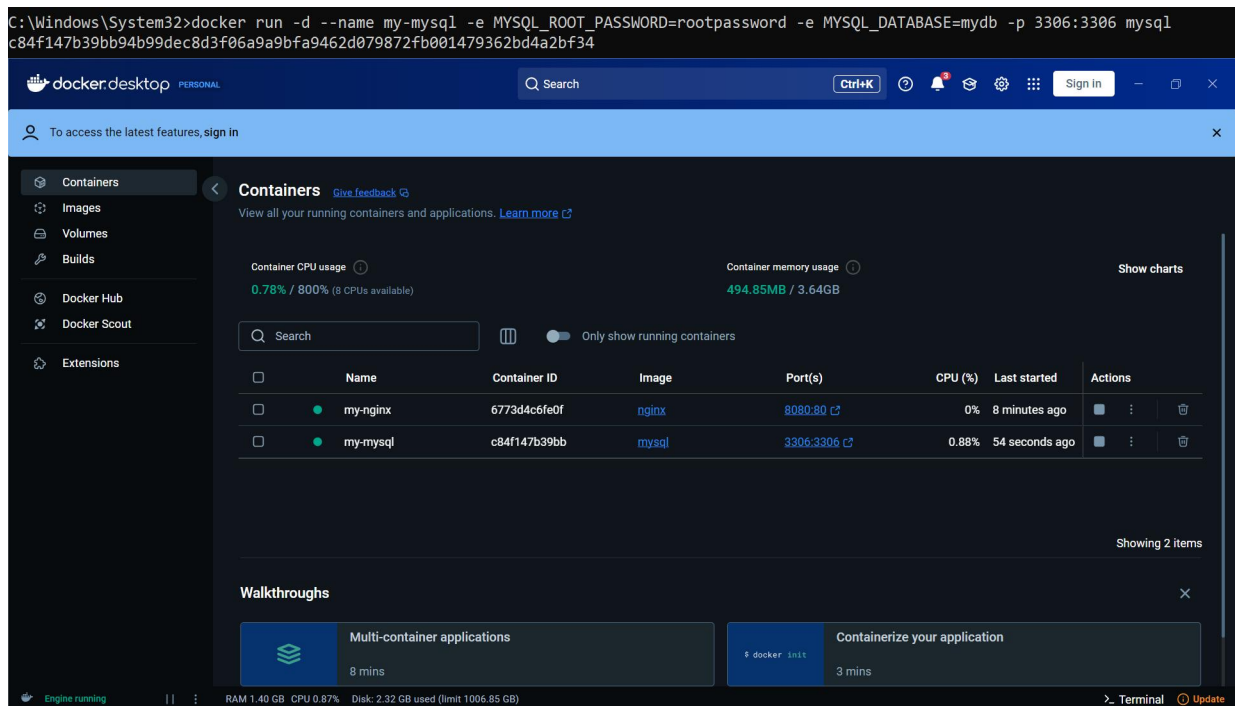 C:\Windows\System32>docker run -d --name my-mysql -e MYSQL_ROOT_PASSWORD=rootpassword -e MYSQL_DATABASE=mydb -p 3306:3306 mysql
c84f147b39bb94b99dec8d3f06a9a9bfa9462d079872fb001479362bd4a2bf34
docker.desktop PERSONAL Search Ctrl+K 3 Sign in
To access the latest features, sign in
Containers
Images
Volumes
Builds
Docker Hub
Docker Scout
Extensions
Containers Give feedback
View all your running containers and applications. Learn more
Container CPU usage Container memory usage Show charts
0.78% / 800% (8 CPUs available) 494.85MB / 3.64GB
Search Only show running containers
Name Container ID Image Port(s) CPU (%) Last started Actions
my-nginx 6773d4c6fe0f nginx 8080:80 0% 8 minutes ago
my-mysql c84f147b39bb mysql 3306:3306 0.88% 54 seconds ago
Showing 2 items
Walkthroughs
Multi-container applications
8 mins
$ docker init
Containerize your application
3 mins
Engine running RAM 1.40 GB CPU 0.87% Disk: 2.32 GB used (limit 1006.85 GB) >_ Terminal Update